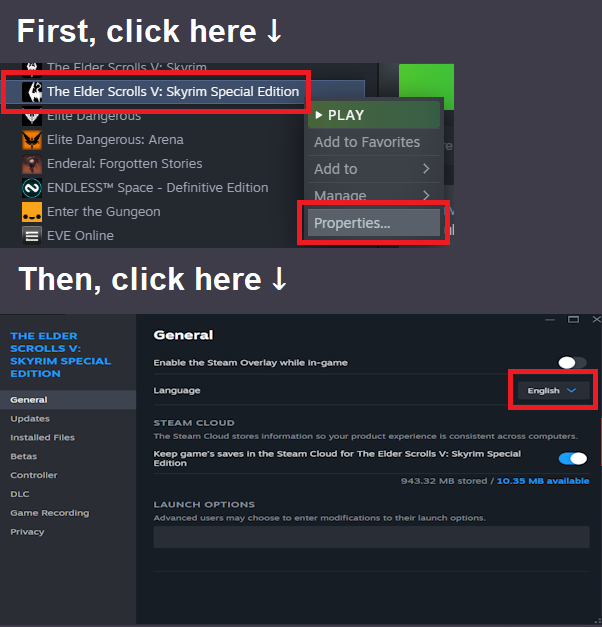 First, click here ↓
The Elder Scrolls V: Skyrim
The Elder Scrolls V: Skyrim Special Edition
Elite Dangerous
PLAY
Elite Dangerous: Arena
Add to Favorites
Enderal: Forgotten Stories
Add to
ENDLESS™ Space - Definitive Edition
Manage
Enter the Gungeon
Properties...
EVE Online
Then, click here ↓
THE ELDER
SCROLLS V:
SKYRIM SPECIAL
EDITION
General
Updates
Installed Files
Betas
Controller
DLC
Game Recording
Privacy
General
Enable the Steam Overlay while in-game
Language
English
STEAM CLOUD
The Steam Cloud stores information so your product experience is consistent across computers.
Keep game's saves in the Steam Cloud for The Elder Scrolls V: Skyrim Special
Edition
943.32 MB stored / 10.35 MB available
LAUNCH OPTIONS
Advanced users may choose to enter modifications to their launch options.